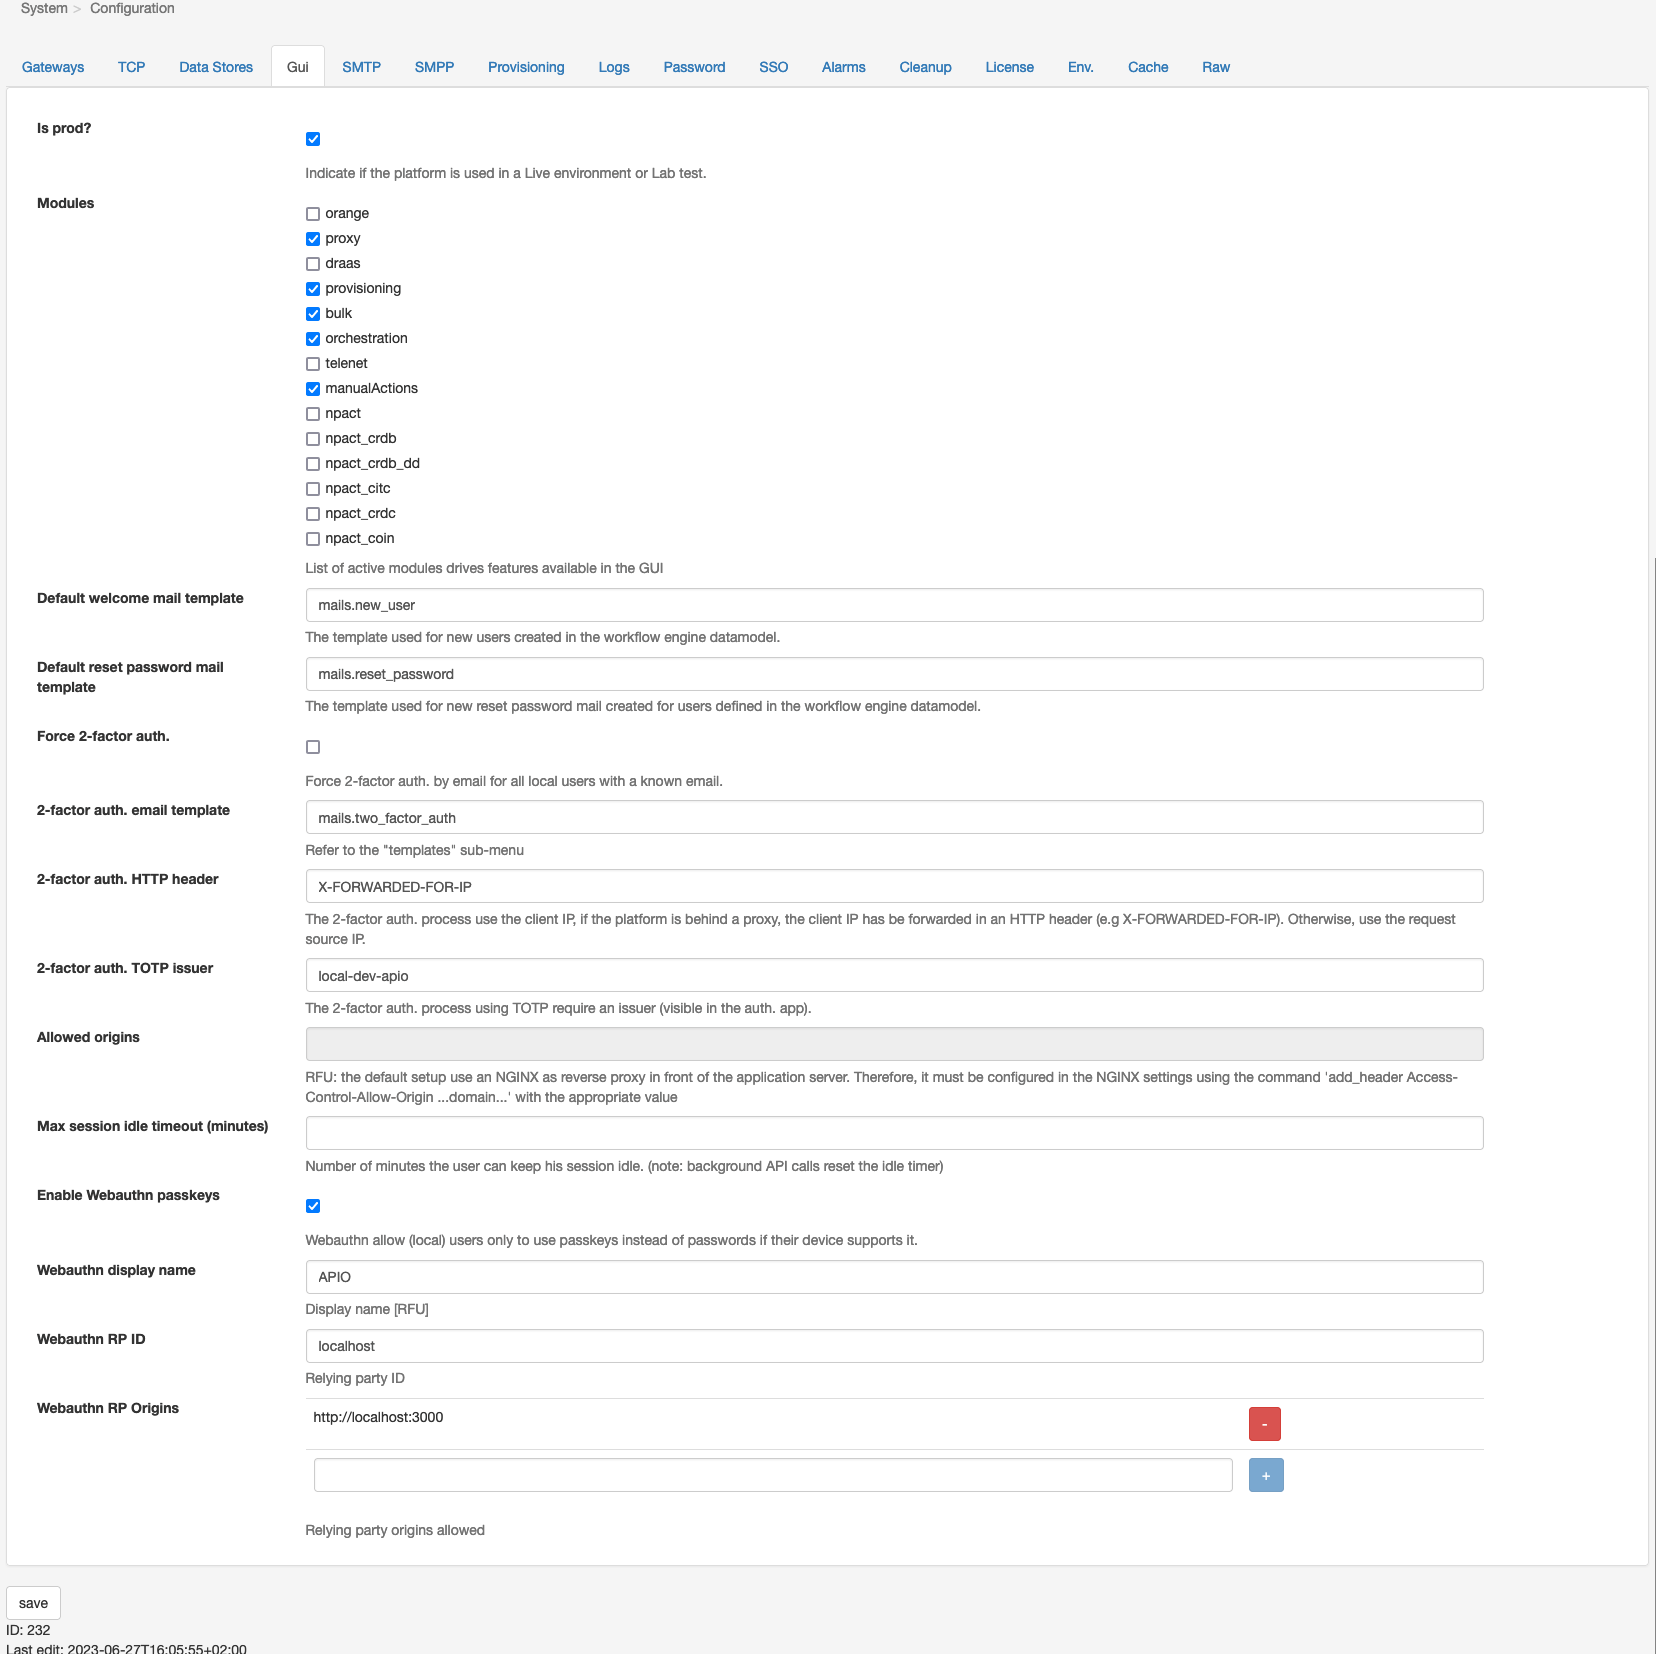 System > Configuration
Gateways TCP Data Stores Gui SMTP SMPP Provisioning Logs Password SSO Alarms Cleanup License Env. Cache Raw
Is prod?
Indicate if the platform is used in a Live environment or Lab test.
Modules
orange
proxy
draas
provisioning
bulk
orchestration
telenet
manualActions
npact
npact_crdb
npact_crdb_dd
npact_citc
npact_crdc
npact_coin
List of active modules drives features available in the GUI
Default welcome mail template
mails.new_user
The template used for new users created in the workflow engine datamodel.
Default reset password mail
template
mails.reset_password
The template used for new reset password mail created for users defined in the workflow engine datamodel.
Force 2-factor auth.
Force 2-factor auth. by email for all local users with a known email.
2-factor auth. email template
mails.two_factor_auth
Refer to the "templates" sub-menu
2-factor auth. HTTP header
X-FORWARDED-FOR-IP
The 2-factor auth. process use the client IP, if the platform is behind a proxy, the client IP has be forwarded in an HTTP header (e.g X-FORWARDED-FOR-IP). Otherwise, use the request
source IP.
2-factor auth. TOTP issuer
local-dev-apio
The 2-factor auth. process using TOTP require an issuer (visible in the auth. app).
Allowed origins
RFU: the default setup use an NGINX as reverse proxy in front of the application server. Therefore, it must be configured in the NGINX settings using the command 'add_header Access-
Control-Allow-Origin ...domain...' with the appropriate value
Max session idle timeout (minutes)
Number of minutes the user can keep his session idle. (note: background API calls reset the idle timer)
Enable Webauthn passkeys
Webauthn allow (local) users only to use passkeys instead of passwords if their device supports it.
Webauthn display name
APIO
Display name [RFU]
Webauthn RP ID
localhost
Relying party ID
Webauthn RP Origins
http://localhost:3000
-
+
Relying party origins allowed
save
ID: 232
Last edit: 2023-06-27T16:05:55+02:00